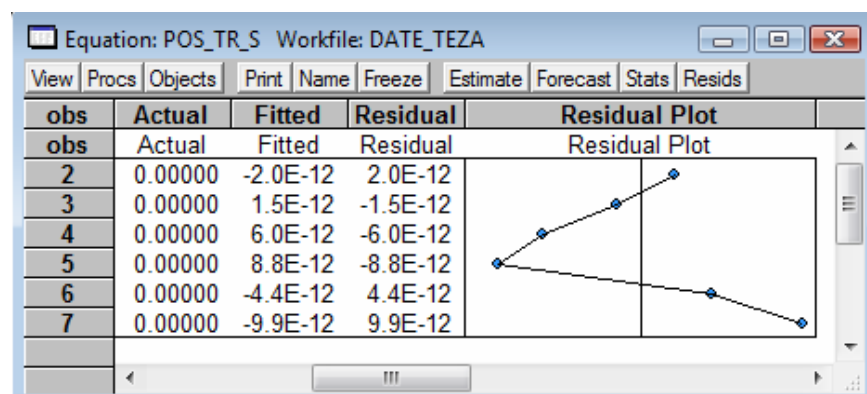 Equation: POS_TR_S Workfile: DATE_TEZA
View Procs Objects Print Name Freeze Estimate Forecast Stats Resids
obs Actual Fitted Residual Residual Plot
obs Actual Fitted Residual Residual Plot
2 0.00000 -2.0E-12 2.0E-12
3 0.00000 1.5E-12 -1.5E-12
4 0.00000 6.0E-12 -6.0E-12
5 0.00000 8.8E-12 -8.8E-12
6 0.00000 -4.4E-12 4.4E-12
7 0.00000 -9.9E-12 9.9E-12